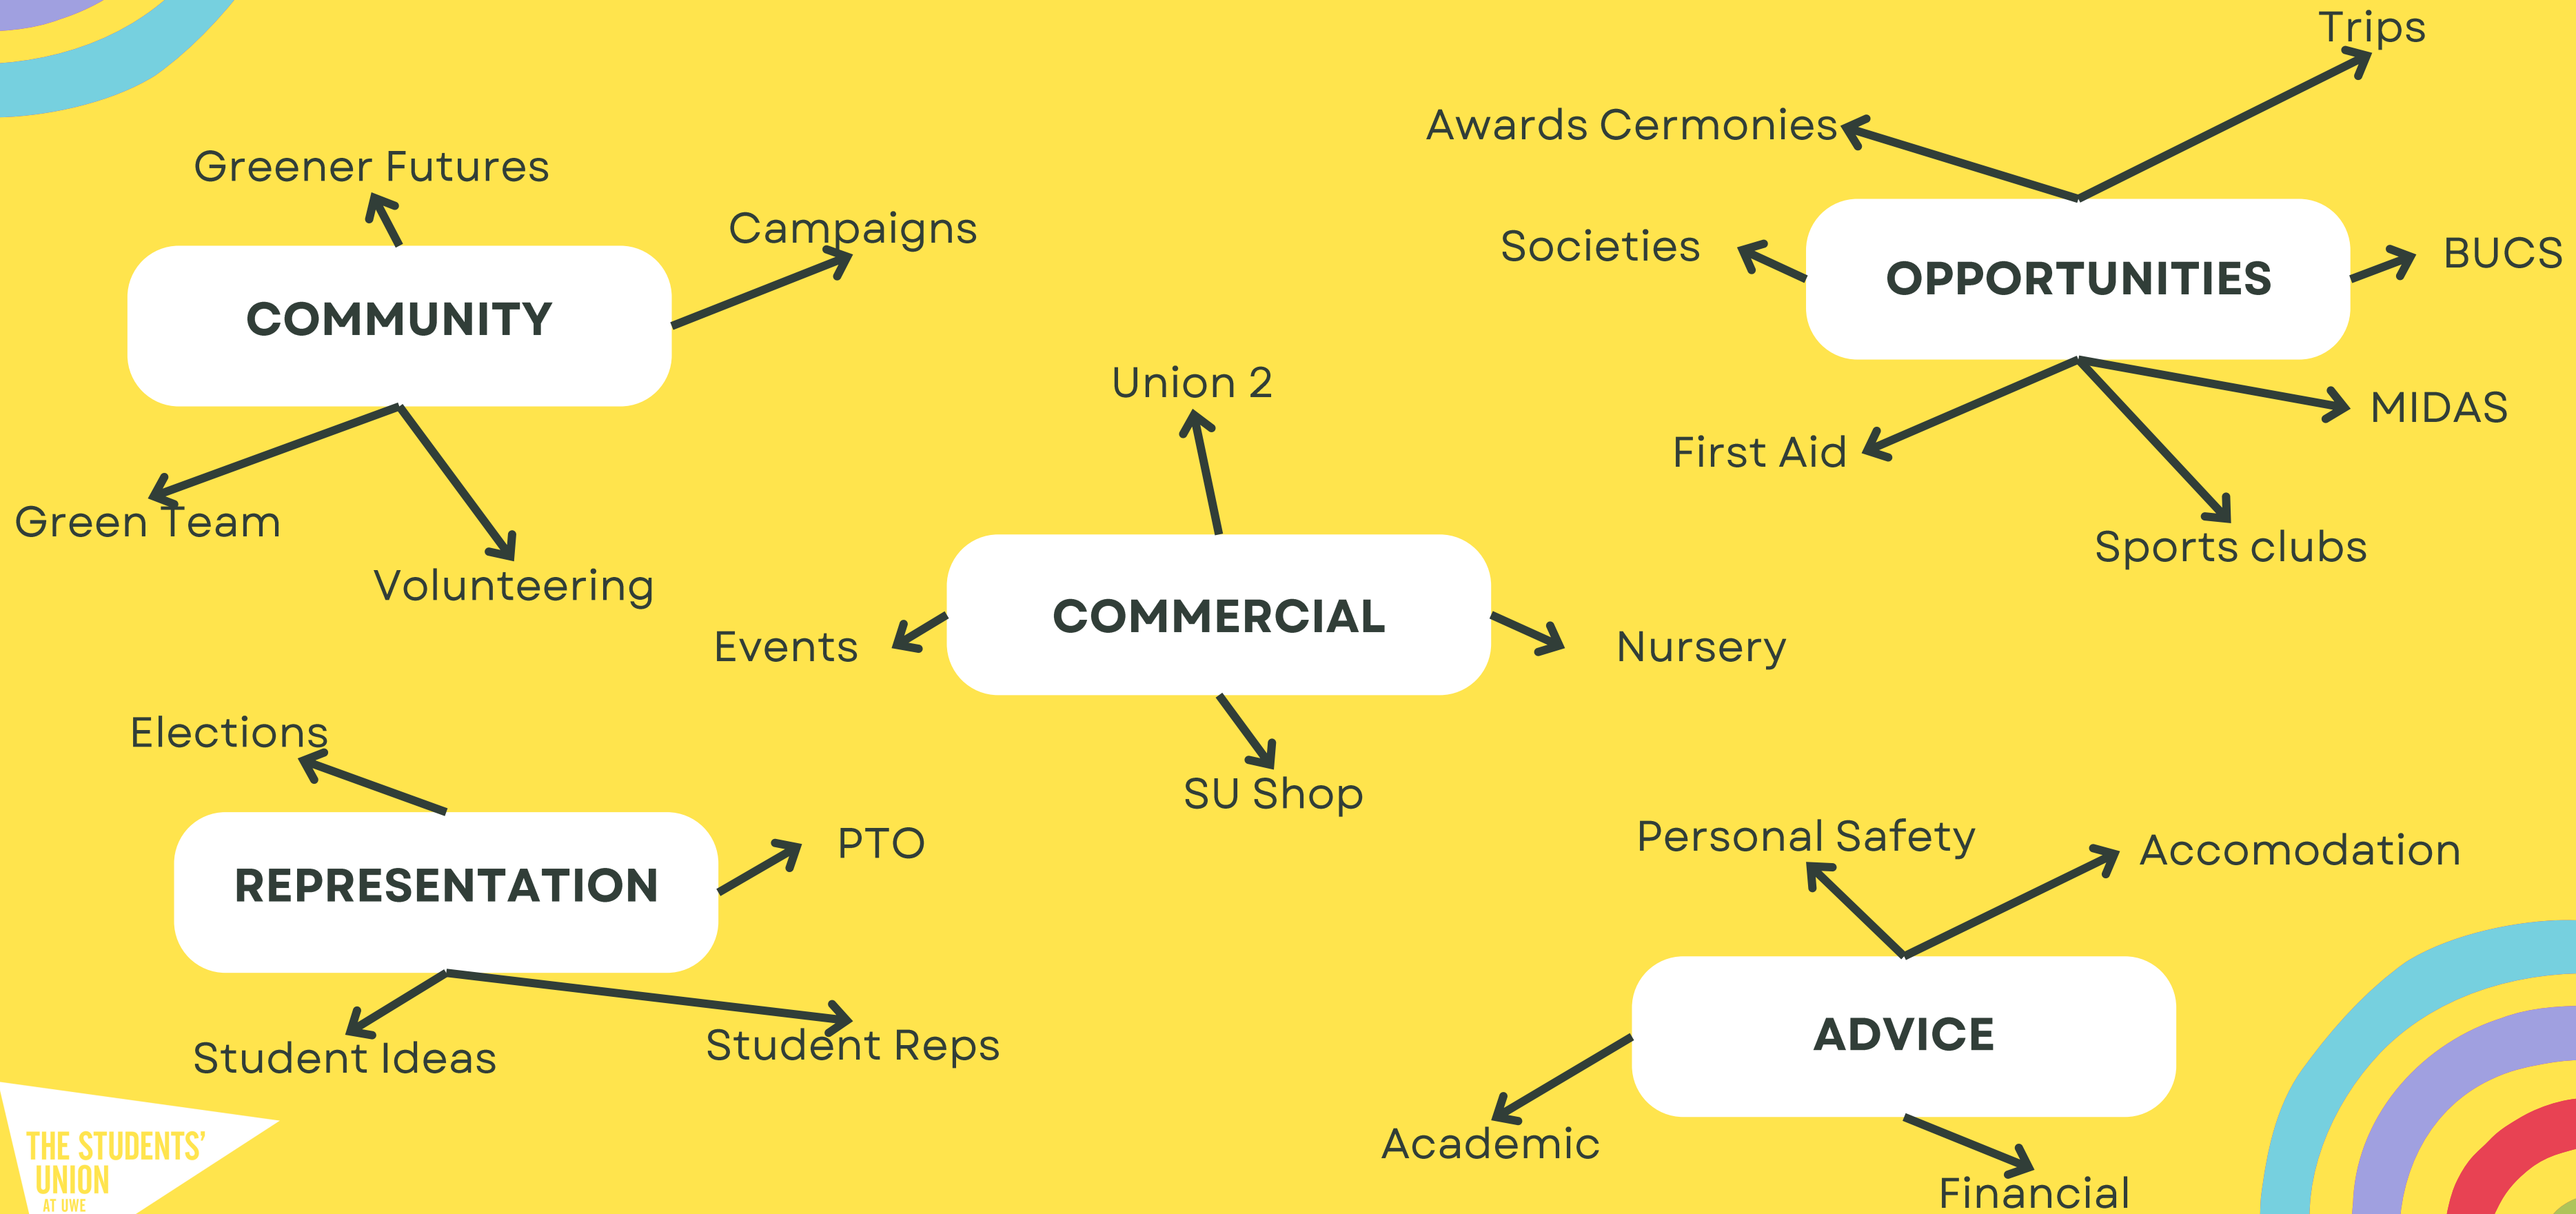 Greener Futures
Campaigns
COMMUNITY
Green Team
Volunteering
Trips
Awards Cermonies
Societies
BUCS
OPPORTUNITIES
MIDAS
First Aid
Sports clubs
Union 2
COMMERCIAL
Events
Nursery
SU Shop
Elections
PTO
REPRESENTATION
Student Ideas
Student Reps
Personal Safety
Accomodation
ADVICE
Academic
Financial
THE STUDENTS'
UNION
AT UWE